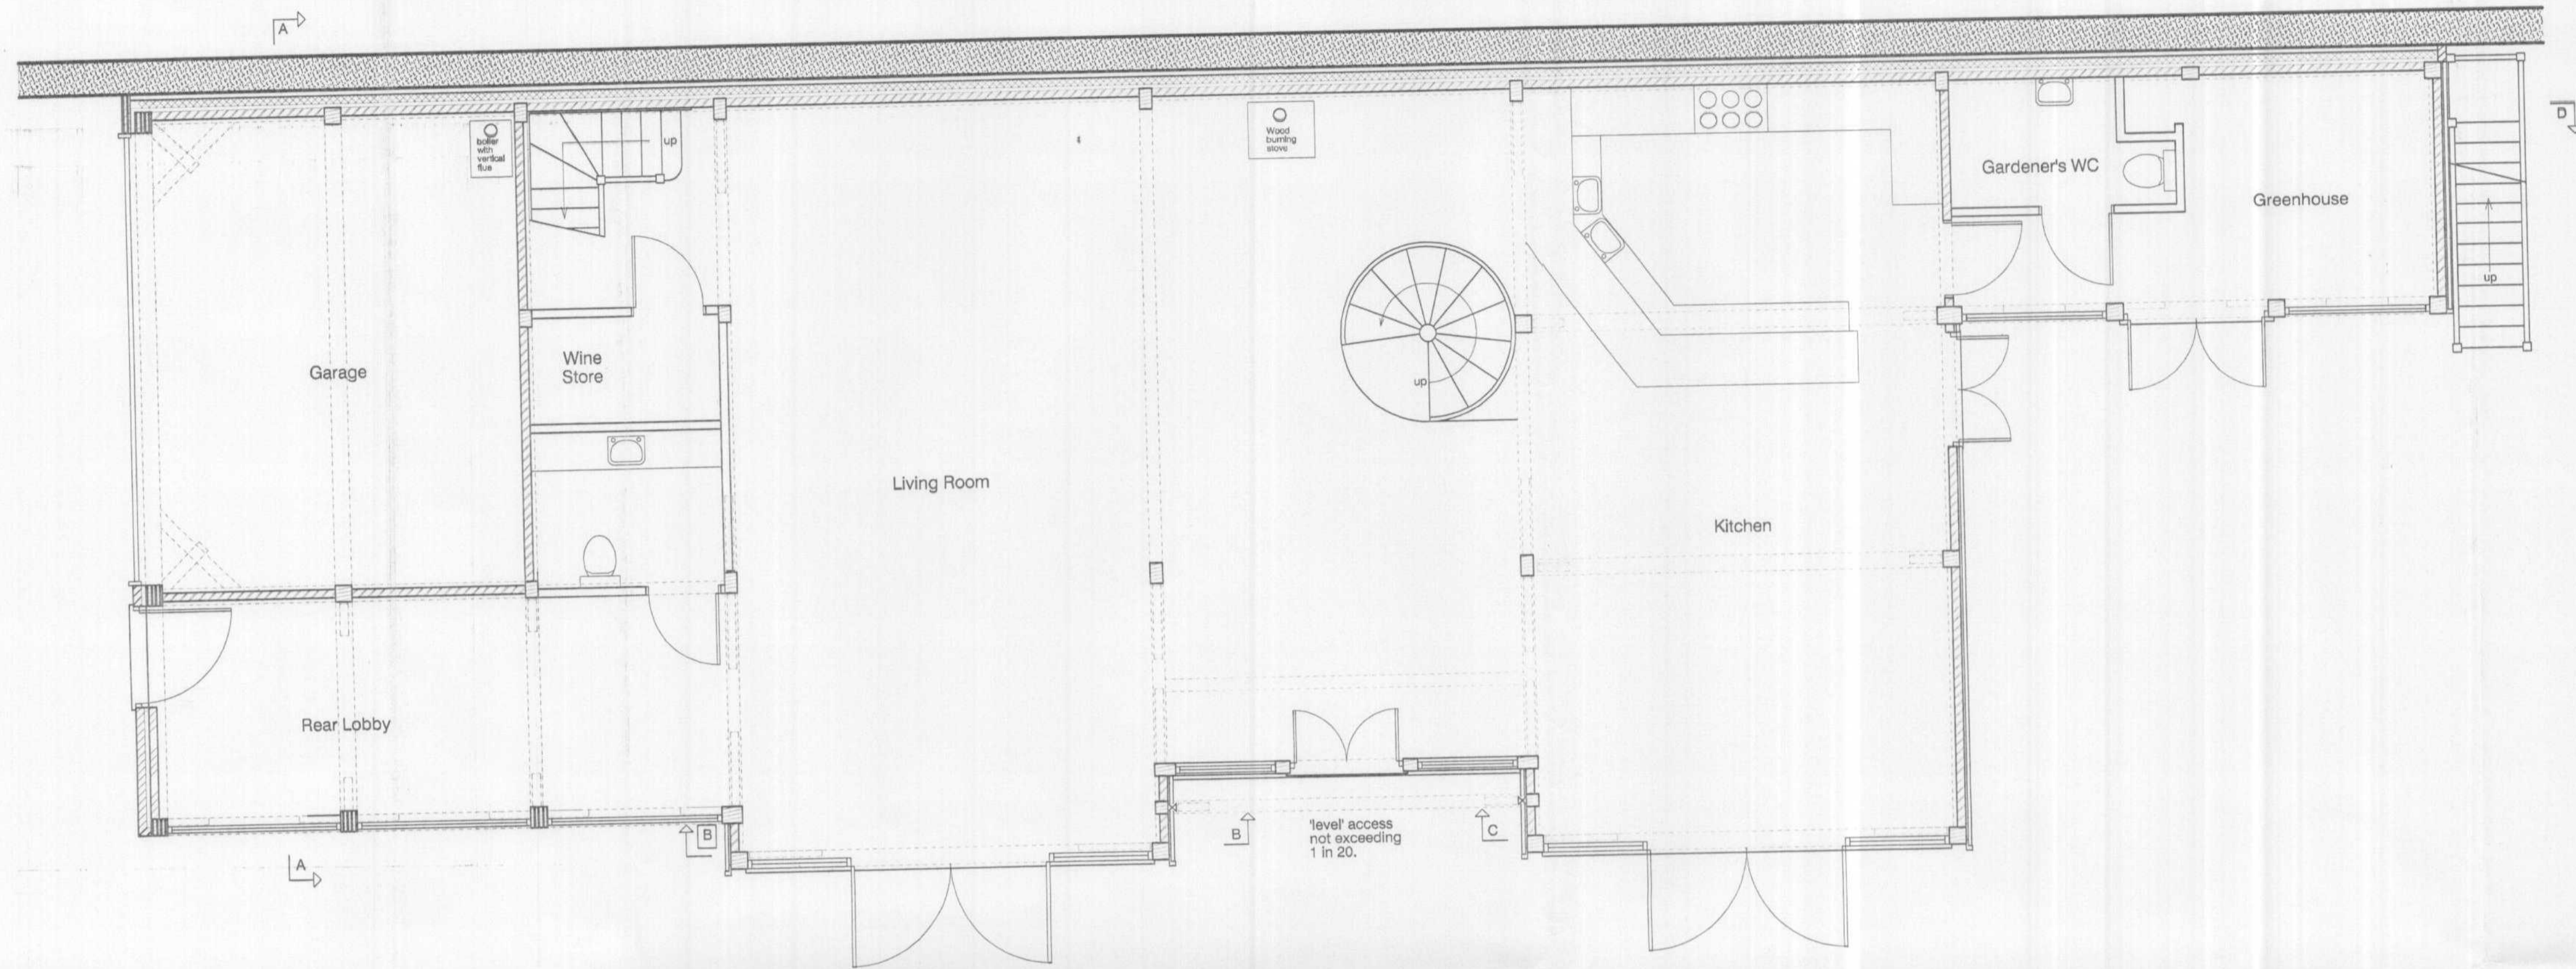 A
D
boiler
with
vertical
flue
up
Wood
burning
stove
Gardener's WC
Greenhouse
up
Garage
Wine
Store
up
Living Room
Kitchen
Rear Lobby
B
B
C
'level' access
not exceeding
1 in 20.
A